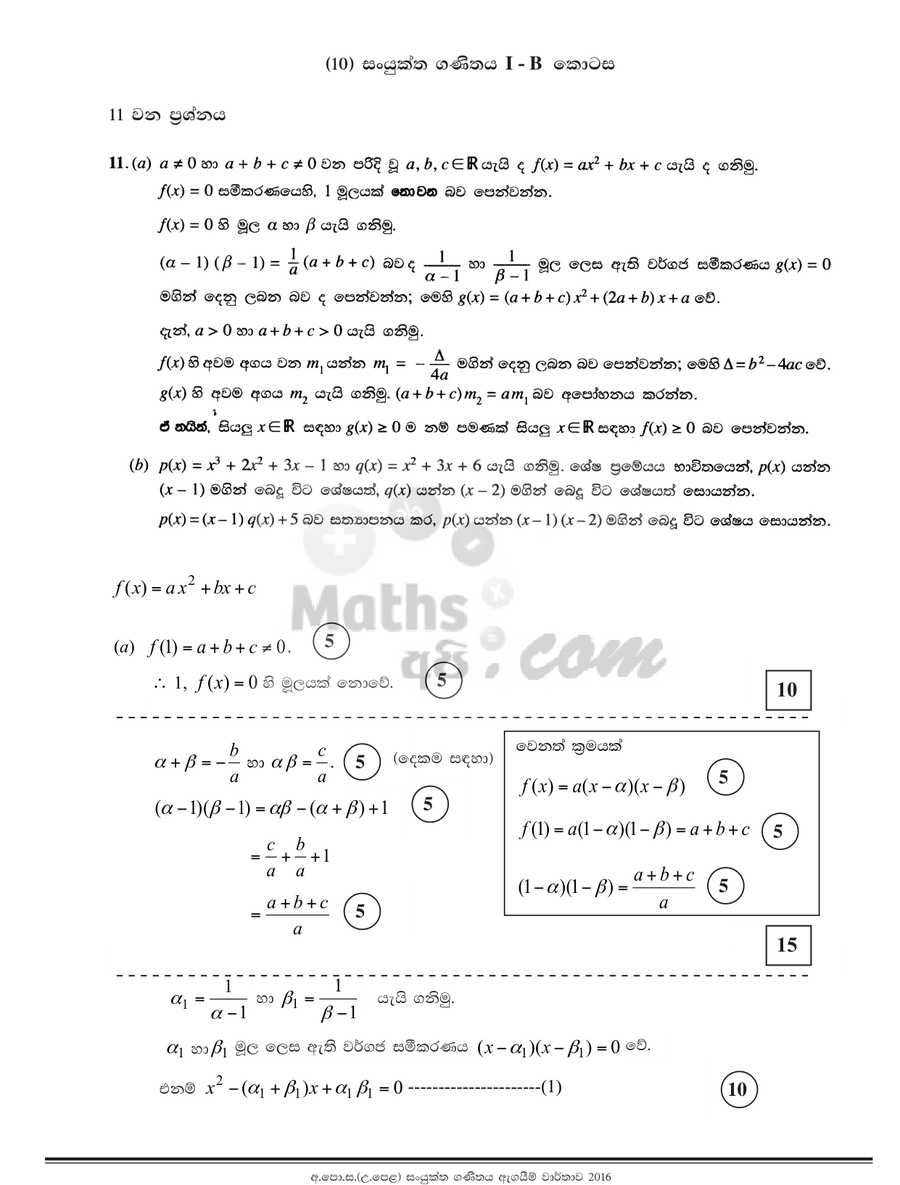 (10) සංයුක්ත ගණිතය I - B කොටස
11 වන ප්‍රශ්නය
11. (a) a ≠ 0 හා a + b + c ≠ 0 වන පරිදි වූ a, b, c ∈ ℝ යැයි ද f(x) = ax² + bx + c යැයි ද ගනිමු.
f(x) = 0 සමීකරණයෙහි, 1 මූලයක් නොවන බව පෙන්වන්න.
f(x) = 0 හි මූල α හා β යැයි ගනිමු.
(α − 1) (β − 1) = 1/a (a + b + c) බව ද 1/(α − 1) හා 1/(β − 1) මූල ලෙස ඇති වර්ගජ සමීකරණය g(x) = 0
මගින් දෙනු ලබන බව ද පෙන්වන්න; මෙහි g(x) = (a + b + c) x² + (2a + b) x + a වේ.
දැන්, a > 0 හා a + b + c > 0 යැයි ගනිමු.
f(x) හි අවම අගය වන m₁ යන්න m₁ = − Δ/4a මගින් දෙනු ලබන බව පෙන්වන්න; මෙහි Δ = b² − 4ac වේ.
g(x) හි අවම අගය m₂ යැයි ගනිමු. (a + b + c) m₂ = am₁ බව අපෝහනය කරන්න.
ඒ නයින්, සියලු x ∈ ℝ සඳහා g(x) ≥ 0 ම නම් පමණක් සියලු x ∈ ℝ සඳහා f(x) ≥ 0 බව පෙන්වන්න.
(b) p(x) = x³ + 2x² + 3x − 1 හා q(x) = x² + 3x + 6 යැයි ගනිමු. ශේෂ ප්‍රමේයය භාවිතයෙන්, p(x) යන්න
(x − 1) මගින් බෙදූ විට ශේෂයත්, q(x) යන්න (x − 2) මගින් බෙදූ විට ශේෂයත් සොයන්න.
p(x) = (x − 1) q(x) + 5 බව සත්‍යාපනය කර, p(x) යන්න (x − 1) (x − 2) මගින් බෙදූ විට ශේෂය සොයන්න.
Maths අපි .com
f(x) = ax² + bx + c
(a) f(1) = a + b + c ≠ 0. 5
∴ 1, f(x) = 0 හි මූලයක් නොවේ. 5
10
α + β = − b/a හා αβ = c/a. 5 (දෙකම සඳහා)
(α −1)(β −1) = αβ − (α + β) + 1 5
= c/a + b/a + 1
= (a + b + c)/a 5
වෙනත් ක්‍රමයක්
f(x) = a(x − α)(x − β) 5
f(1) = a(1 − α)(1 − β) = a + b + c 5
(1 − α)(1 − β) = (a + b + c)/a 5
15
α₁ = 1/(α −1) හා β₁ = 1/(β −1) යැයි ගනිමු.
α₁ හා β₁ මූල ලෙස ඇති වර්ගජ සමීකරණය (x − α₁)(x − β₁) = 0 වේ.
එනම් x² − (α₁ + β₁)x + α₁ β₁ = 0 ----------------------(1) 10
අ.පො.ස.(උ.පෙළ) සංයුක්ත ගණිතය ඇගයීම් වාර්තාව 2016